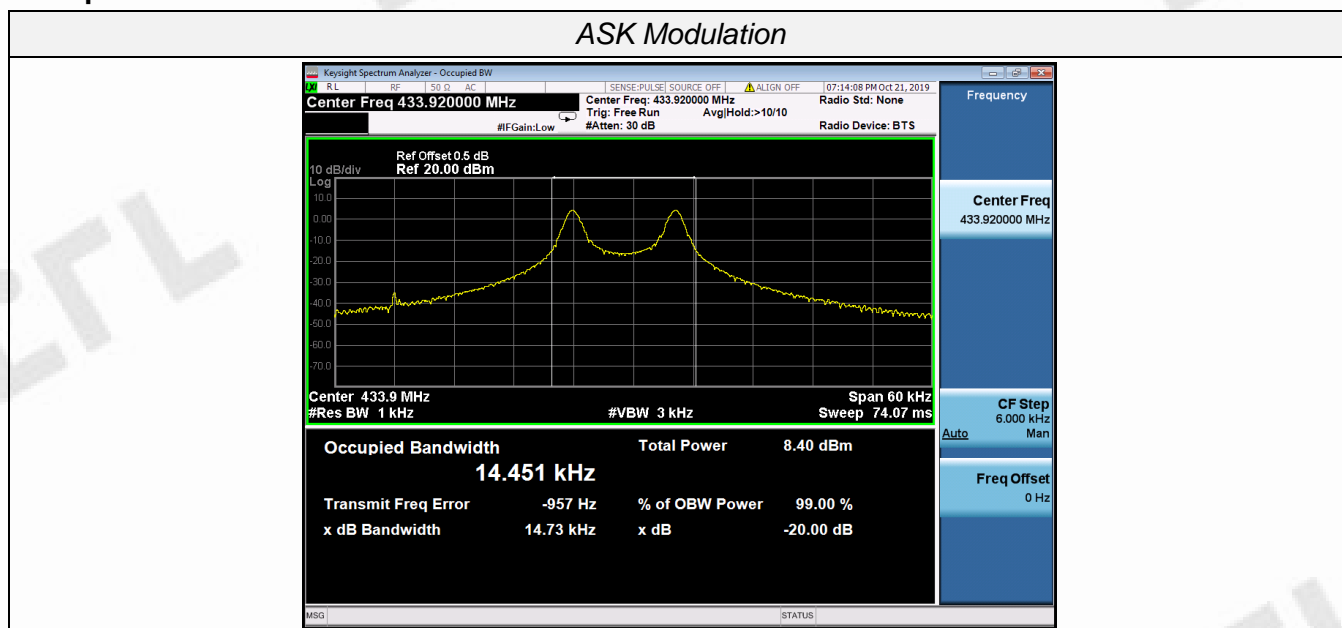 ASK Modulation
Keysight Spectrum Analyzer - Occupied BW
RL RF 50 Ω AC SENSE:PULSE SOURCE OFF ALIGN OFF 07:14:08 PM Oct 21, 2019
Center Freq 433.920000 MHz
Center Freq: 433.920000 MHz
Radio Std: None
Trig: Free Run Avg|Hold:>10/10
#IFGain:Low
#Atten: 30 dB
Radio Device: BTS
Ref Offset 0.5 dB
10 dB/div Ref 20.00 dBm
Log
10.0
0.00
-10.0
-20.0
-30.0
-40.0
-50.0
-60.0
-70.0
Center 433.9 MHz Span 60 kHz
#Res BW 1 kHz #VBW 3 kHz Sweep 74.07 ms
Occupied Bandwidth Total Power 8.40 dBm
14.451 kHz
Transmit Freq Error -957 Hz % of OBW Power 99.00 %
x dB Bandwidth 14.73 kHz x dB -20.00 dB
MSG STATUS
Frequency
Center Freq
433.920000 MHz
CF Step
6.000 kHz
Auto Man
Freq Offset
0 Hz